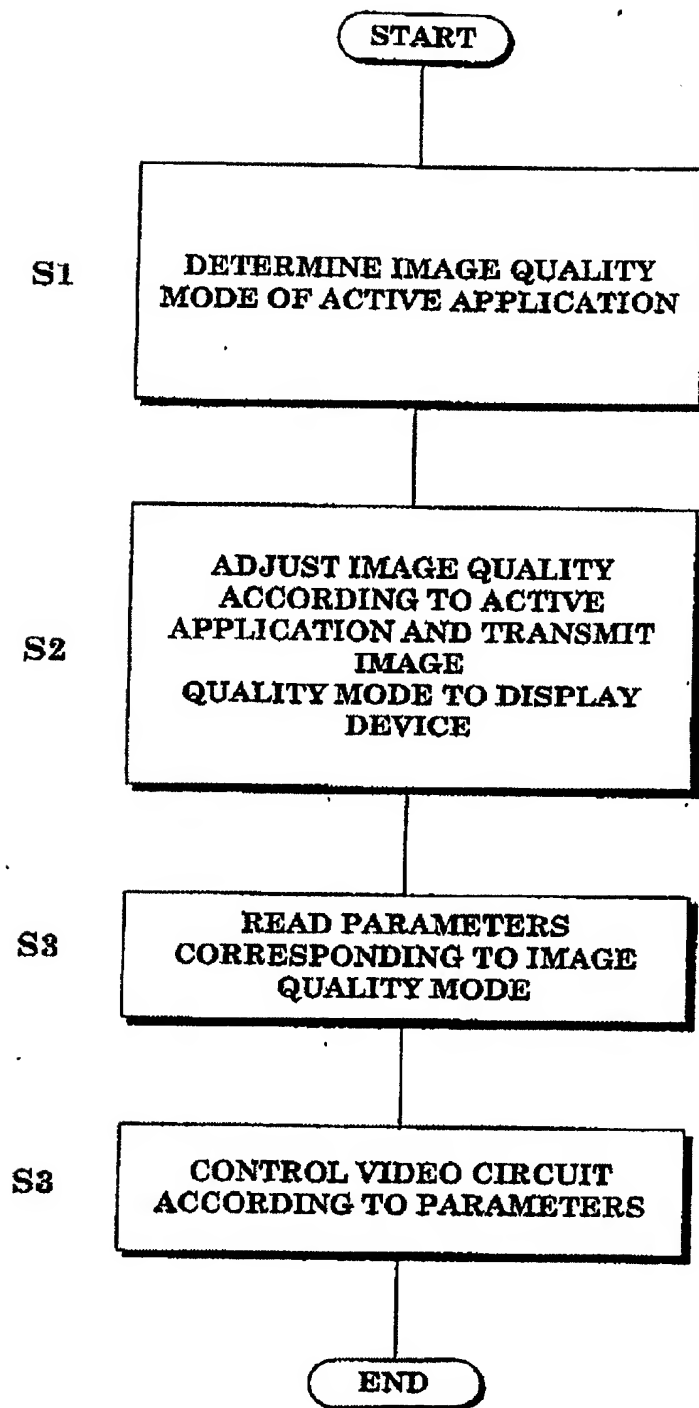 START
S1
DETERMINE IMAGE QUALITY
MODE OF ACTIVE APPLICATION
S2
ADJUST IMAGE QUALITY
ACCORDING TO ACTIVE
APPLICATION AND TRANSMIT
IMAGE
QUALITY MODE TO DISPLAY
DEVICE
S3
READ PARAMETERS
CORRESPONDING TO IMAGE
QUALITY MODE
S3
CONTROL VIDEO CIRCUIT
ACCORDING TO PARAMETERS
END